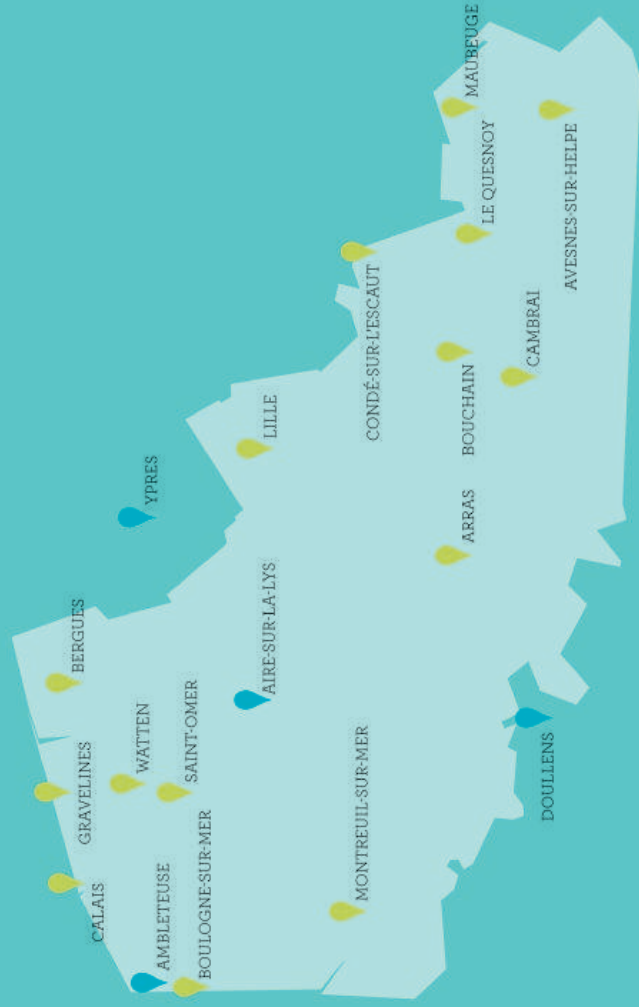 CALAIS
GRAVELINES
BERGUES
WATTEN
AMBLETEUSE
SAINT-OMER
BOULOGNE-SUR-MER
YPRES
AIRE-SUR-LA-LYS
LILLE
MONTREUIL-SUR-MER
CONDÉ-SUR-L'ESCAUT
ARRAS
BOUCHAIN
LE QUESNOY
MAUBEUGE
CAMBRAI
DOULLENS
AVESNES-SUR-HELPE